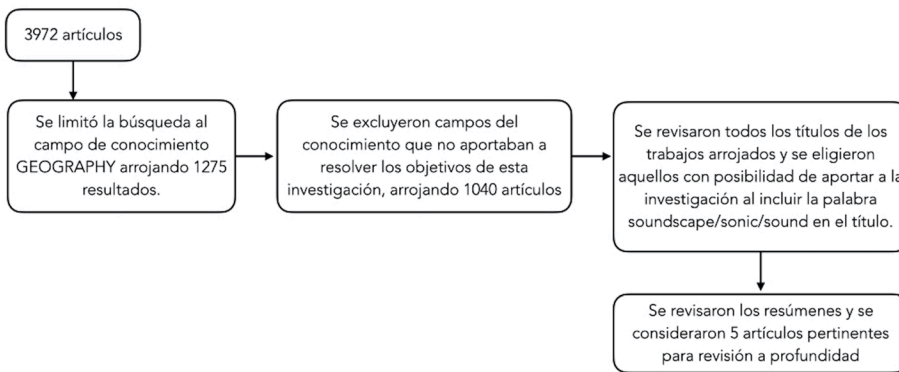 3972 artículos
Se limitó la búsqueda al
campo de conocimiento
GEOGRAPHY arrojando 1275
resultados.
Se excluyeron campos del
conocimiento que no aportaban a
resolver los objetivos de esta
investigación, arrojando 1040 artículos
Se revisaron todos los títulos de los
trabajos arrojados y se eligieron
aquellos con posibilidad de aportar a la
investigación al incluir la palabra
soundscape/sonic/sound en el título.
Se revisaron los resúmenes y se
consideraron 5 artículos pertinentes
para revisión a profundidad